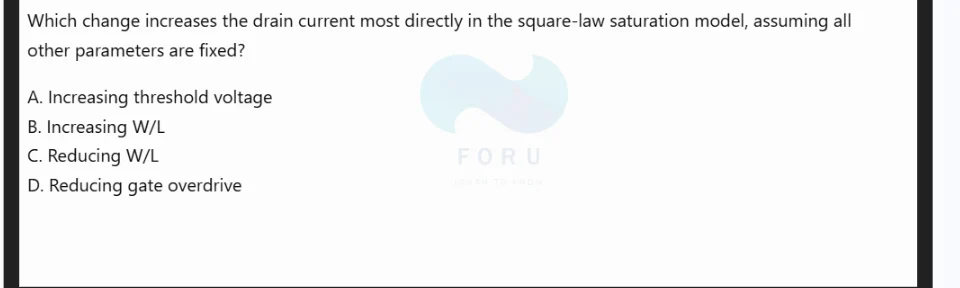 Which change increases the drain current most directly in the square-law saturation model, assuming all
other parameters are fixed?
A. Increasing threshold voltage
B. Increasing W/L
C. Reducing W/L
D. Reducing gate overdrive
FORU